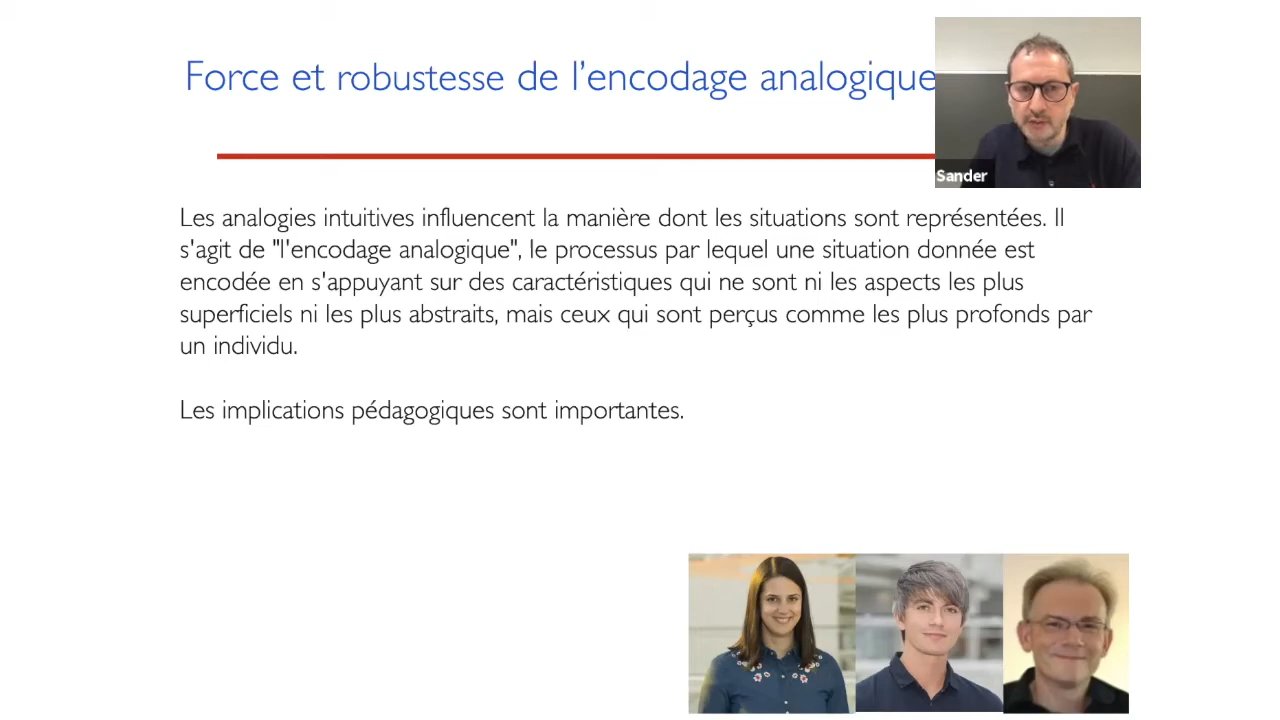 Force et robustesse de l’encodage analogique
Sander
Les analogies intuitives influencent la manière dont les situations sont représentées. Il
s'agit de "l'encodage analogique", le processus par lequel une situation donnée est
encodée en s'appuyant sur des caractéristiques qui ne sont ni les aspects les plus
superficiels ni les plus abstraits, mais ceux qui sont perçus comme les plus profonds par
un individu.
Les implications pédagogiques sont importantes.